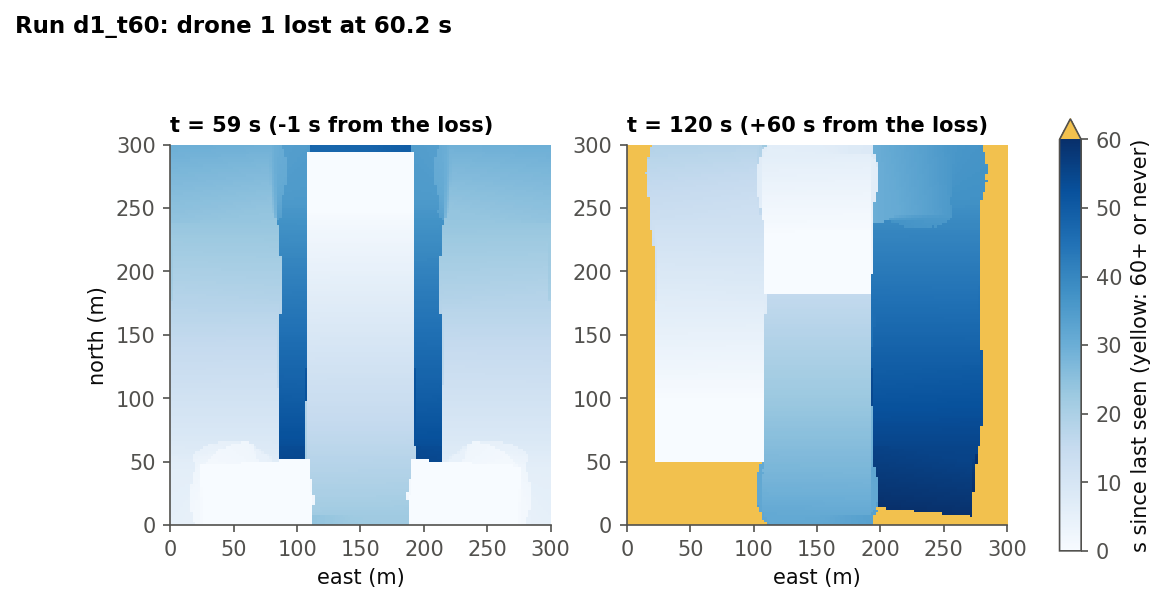 Run d1_t60: drone 1 lost at 60.2 s
t = 59 s (-1 s from the loss)
t = 120 s (+60 s from the loss)
300
250
200
150
100
50
0
north (m)
0 50 100 150 200 250 300
east (m)
300
250
200
150
100
50
0
0 50 100 150 200 250 300
east (m)
60
50
40
30
20
10
0
s since last seen (yellow: 60+ or never)